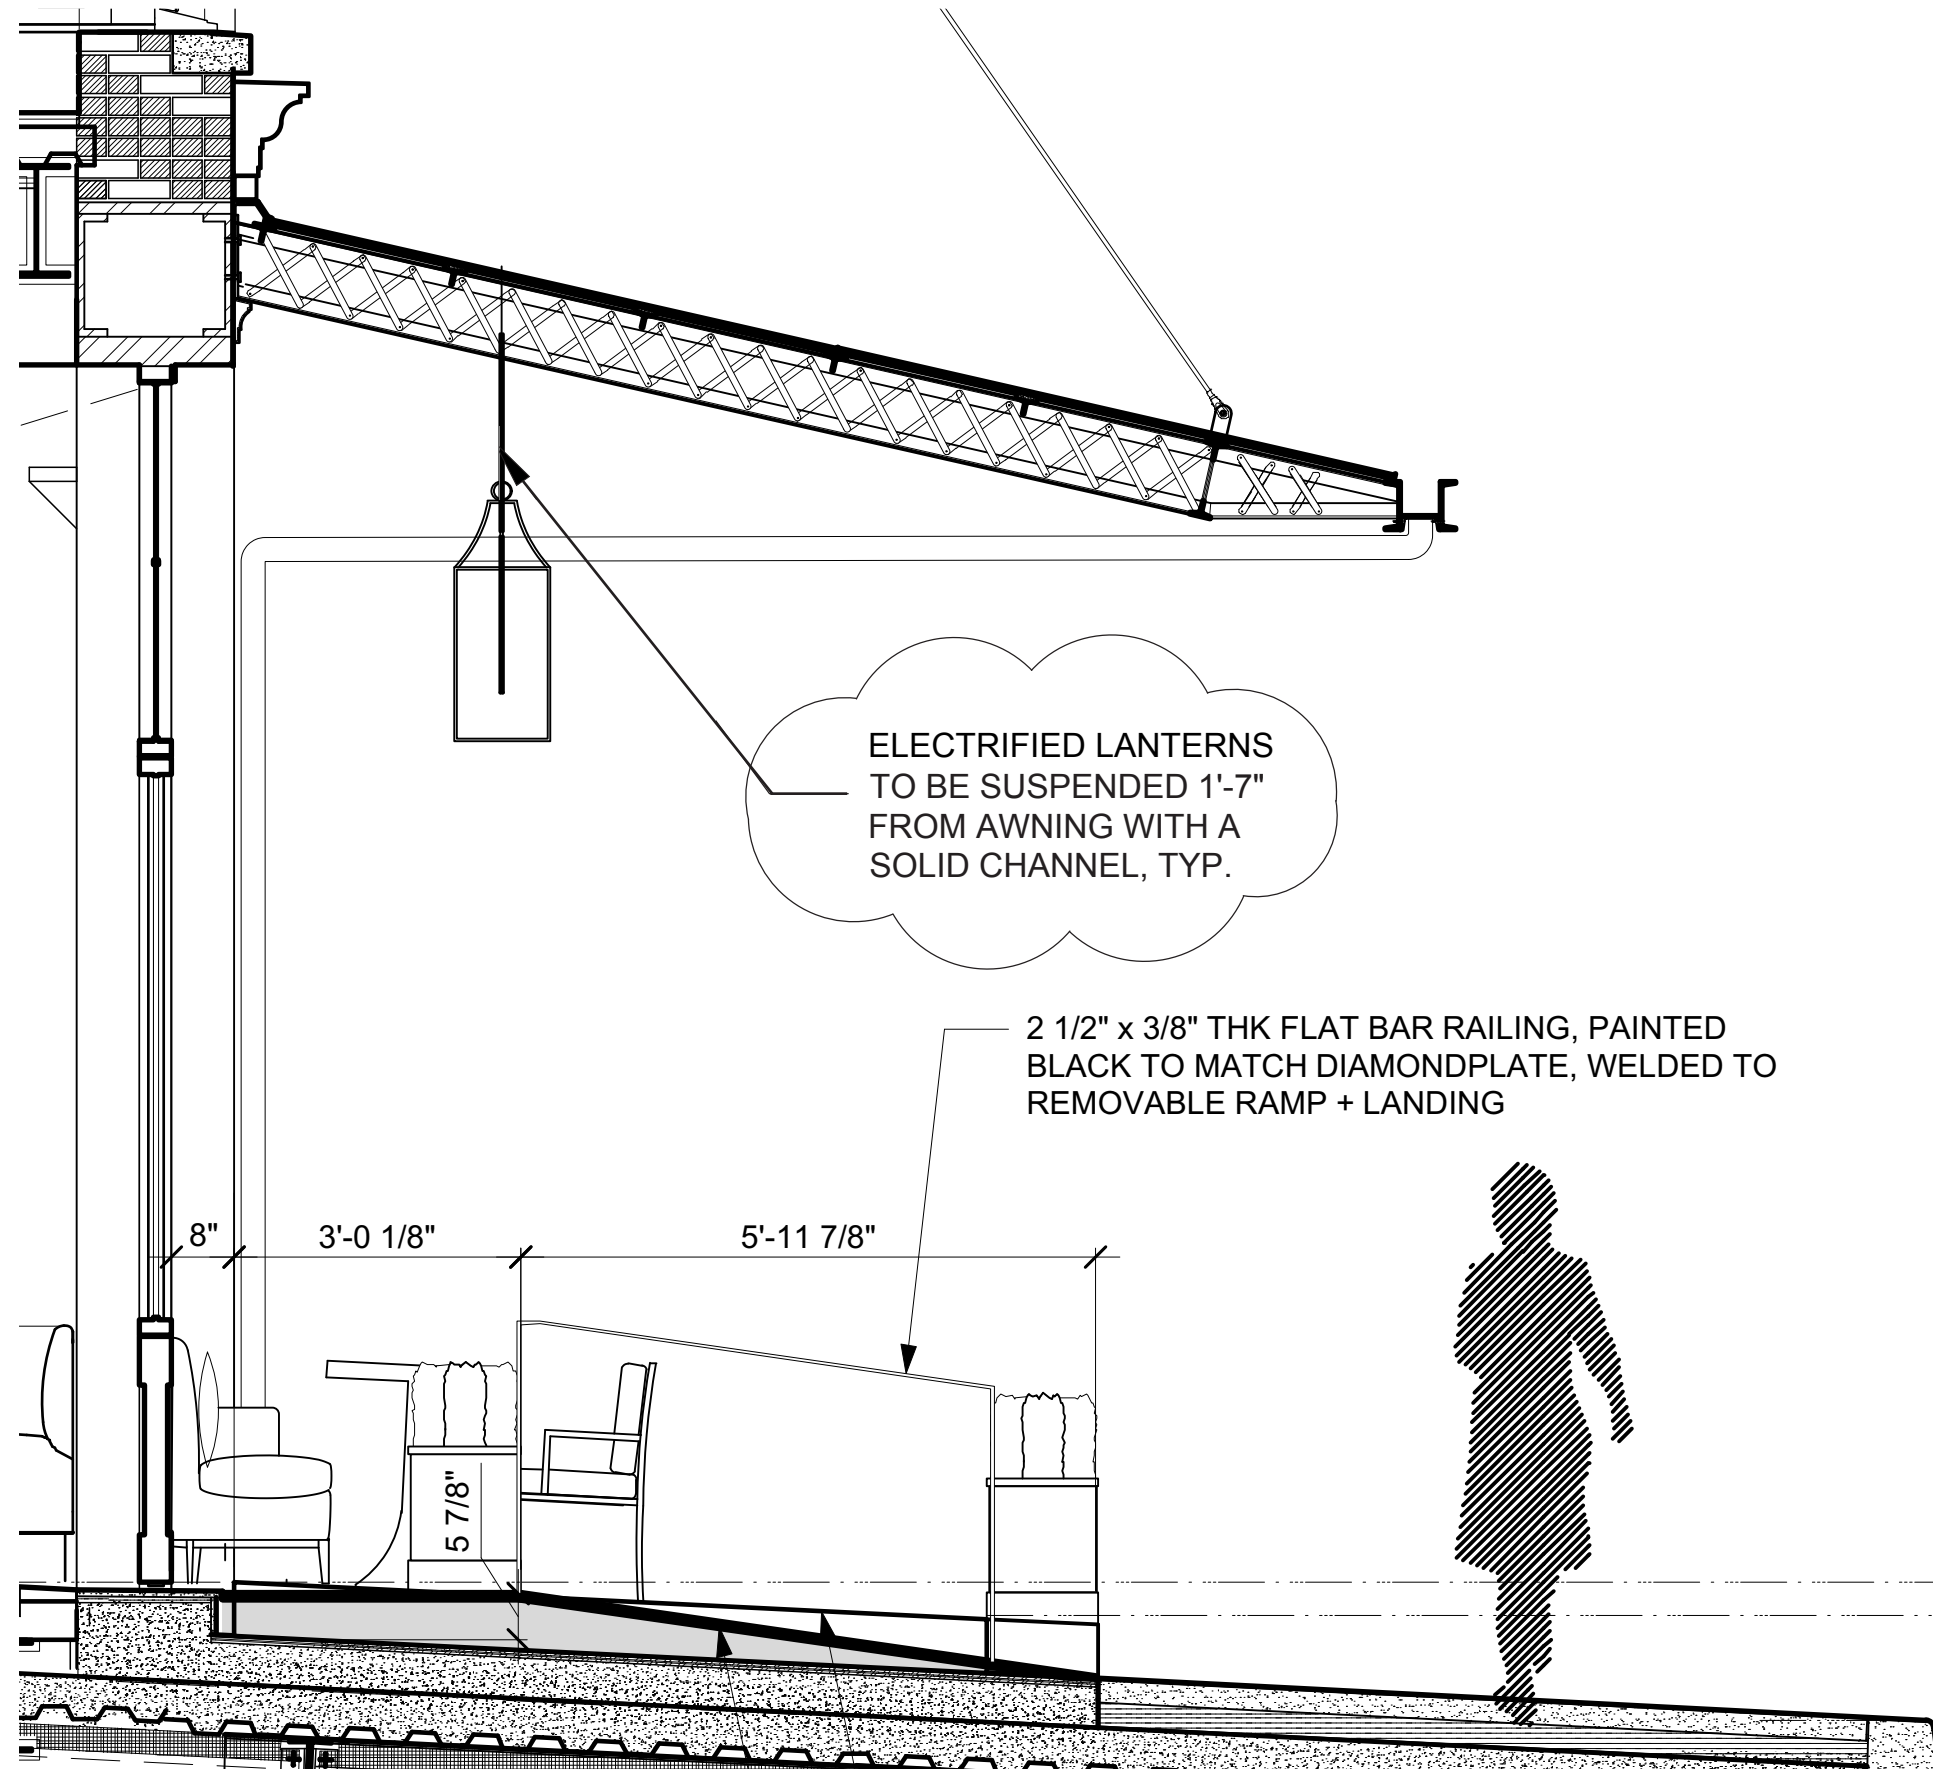 ELECTRIFIED LANTERNS
TO BE SUSPENDED 1'-7"
FROM AWNING WITH A
SOLID CHANNEL, TYP.
2 1/2" x 3/8" THK FLAT BAR RAILING, PAINTED
BLACK TO MATCH DIAMONDPLATE, WELDED TO
REMOVABLE RAMP + LANDING
8"
3'-0 1/8"
5'-11 7/8"
5 7/8"